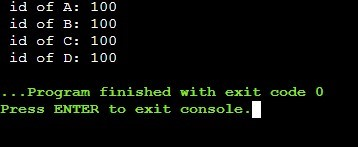 id of A: 100
id of B: 100
id of C: 100
id of D: 100
...Program finished with exit code 0
Press ENTER to exit console.